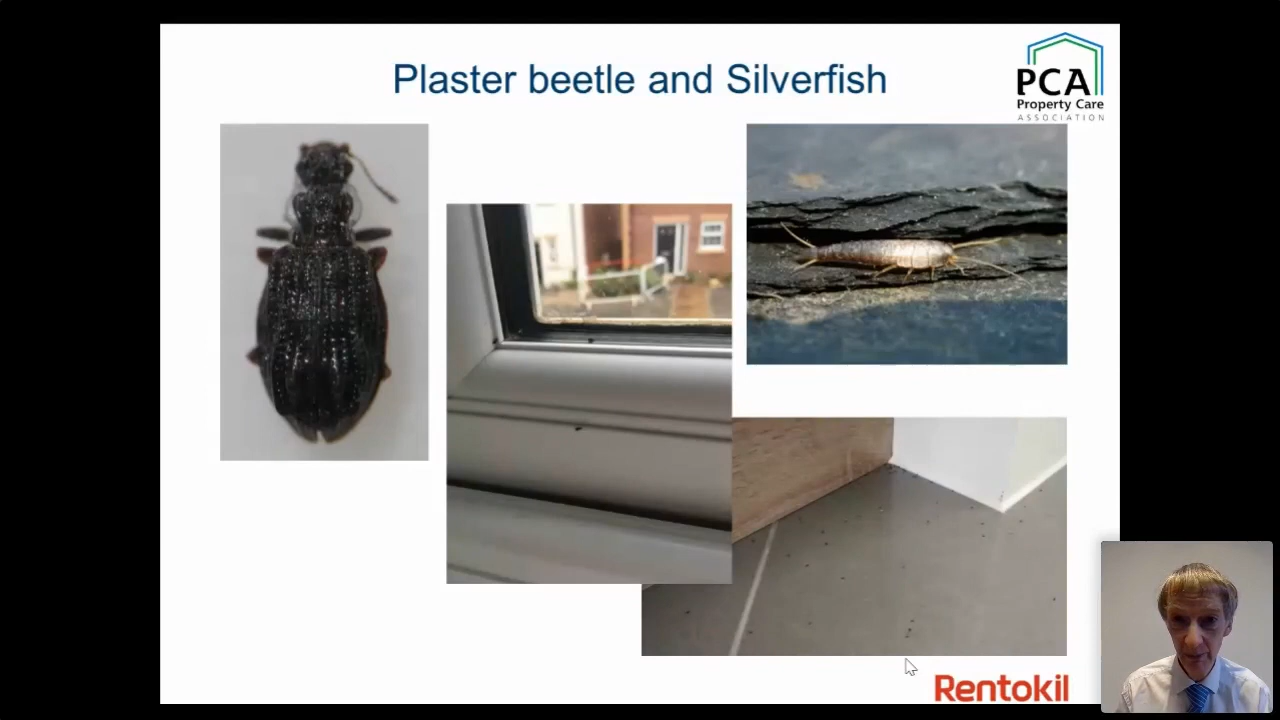 Plaster beetle and Silverfish
PCA
Property Care
ASSOCIATION
Rentokil